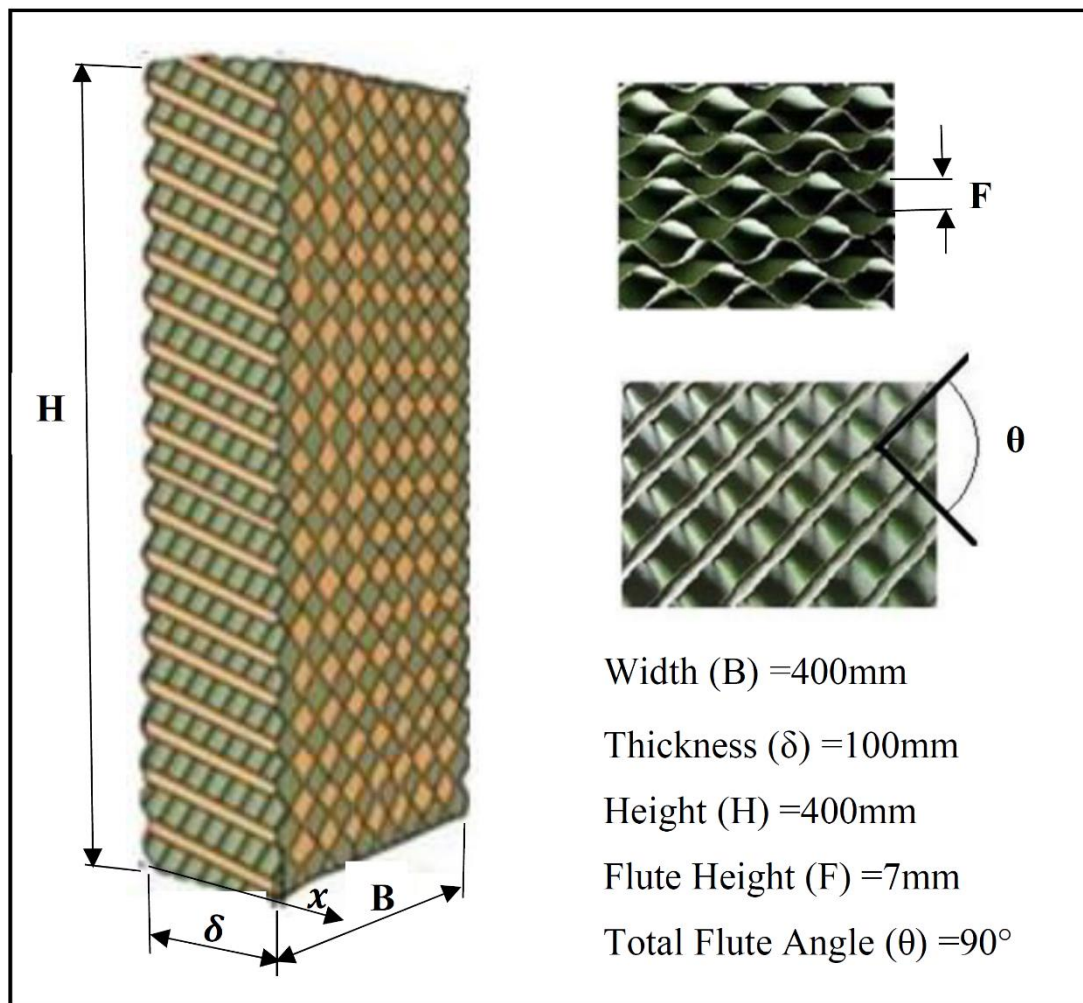 H
F
θ
Width (B) =400mm
Thickness (δ) =100mm
Height (H) =400mm
Flute Height (F) =7mm
Total Flute Angle (θ) =90°
x
B
δ